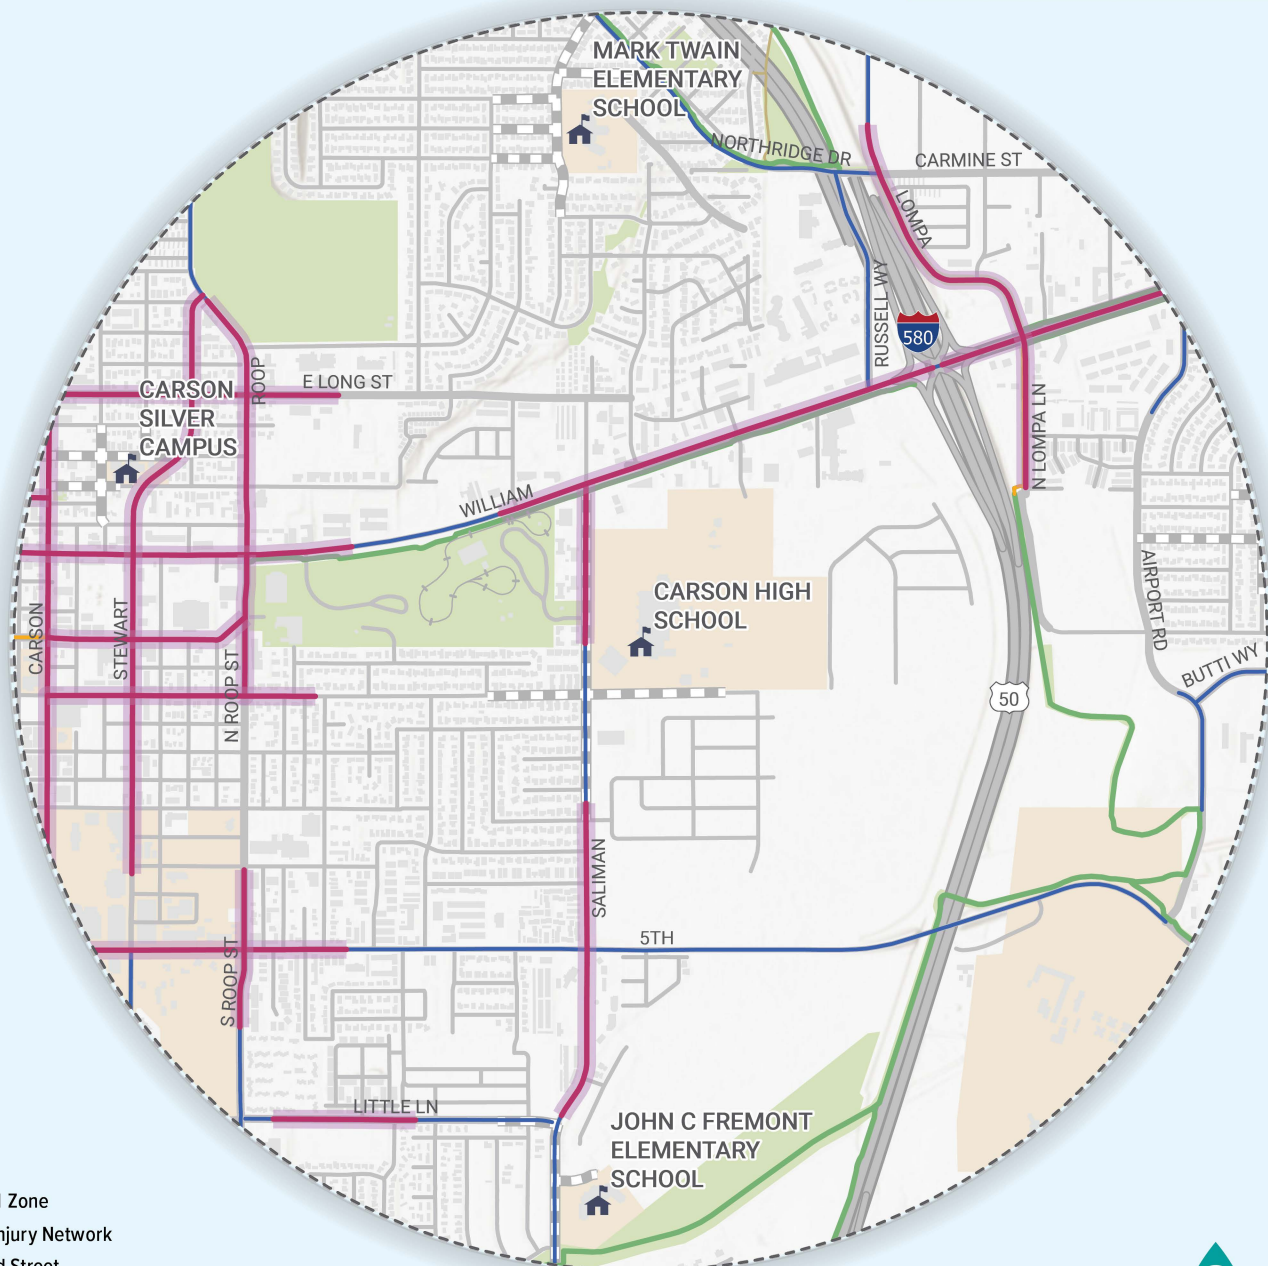 MARK TWAIN
ELEMENTARY
SCHOOL
NORTHRIDGE DR
CARMINE ST
LOMPA
RUSSELL WY
580
ROOP
E LONG ST
CARSON
SILVER
CAMPUS
N LOMPA LN
WILLIAM
CARSON HIGH
SCHOOL
AIRPORT RD
CARSON
STEWART
N ROOP ST
BUTTI WY
50
SALIMAN
5TH
S ROOP ST
LITTLE LN
JOHN C FREMONT
ELEMENTARY
SCHOOL
Zone
Network